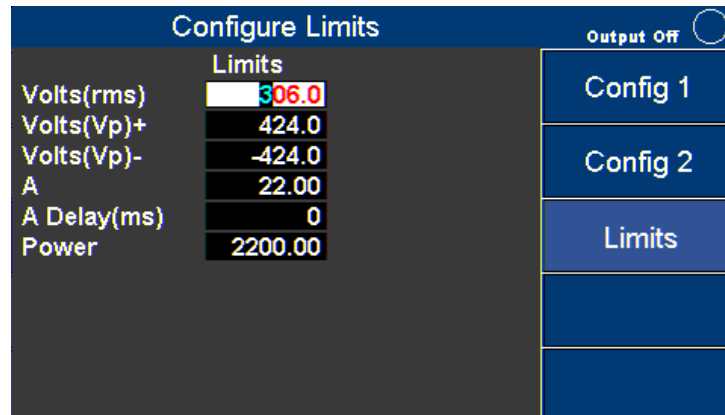 Configure Limits
Output Off
Limits
Volts(rms) 306.0
Volts(Vp)+ 424.0
Volts(Vp)- -424.0
A 22.00
A Delay(ms) 0
Power 2200.00
Config 1
Config 2
Limits